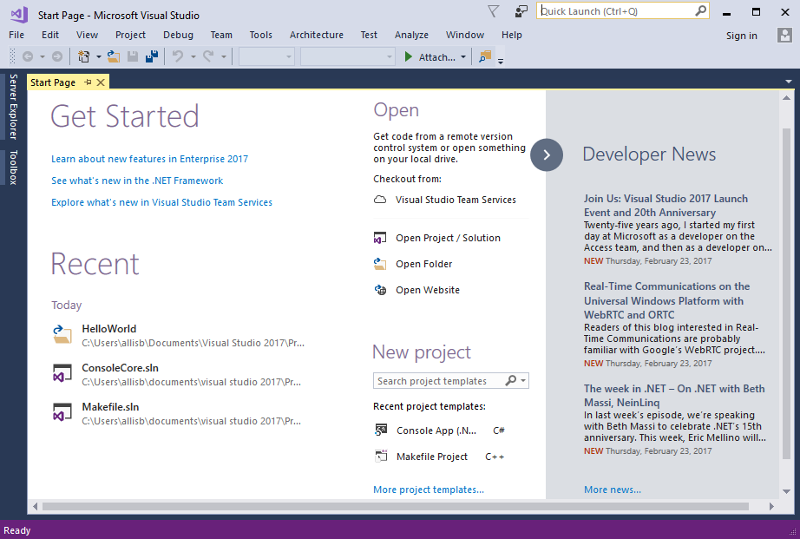 Start Page - Microsoft Visual Studio
Quick Launch (Ctrl+Q)
File Edit View Project Debug Team Tools Architecture Test Analyze Window Help
Sign in
Attach...
Server Explorer
Toolbox
Start Page
Get Started
Learn about new features in Enterprise 2017
See what's new in the .NET Framework
Explore what's new in Visual Studio Team Services
Recent
Today
HelloWorld
C:\Users\allisb\Documents\Visual Studio 2017\Pr...
ConsoleCore.sln
C:\Users\allisb\documents\visual studio 2017\Pr...
Makefile.sln
C:\Users\allisb\documents\visual studio 2017\Pr...
Open
Get code from a remote version
control system or open something
on your local drive.
Checkout from:
Visual Studio Team Services
Open Project / Solution
Open Folder
Open Website
New project
Search project templates
Recent project templates:
Console App (.N... C#
Makefile Project C++
More project templates...
Developer News
Join Us: Visual Studio 2017 Launch
Event and 20th Anniversary
Twenty-five years ago, I started my first
day at Microsoft as a developer on the
Access team, and then as a developer on...
NEW Thursday, February 23, 2017
Real-Time Communications on the
Universal Windows Platform with
WebRTC and ORTC
Readers of this blog interested in Real-
Time Communications are probably
familiar with Google's WebRTC project....
NEW Thursday, February 23, 2017
The week in .NET – On .NET with Beth
Massi, NeinLinq
In last week's episode, we're speaking
with Beth Massi to celebrate .NET's 15th
anniversary. This week, Eric Mellino will...
NEW Thursday, February 23, 2017
More news...
Ready